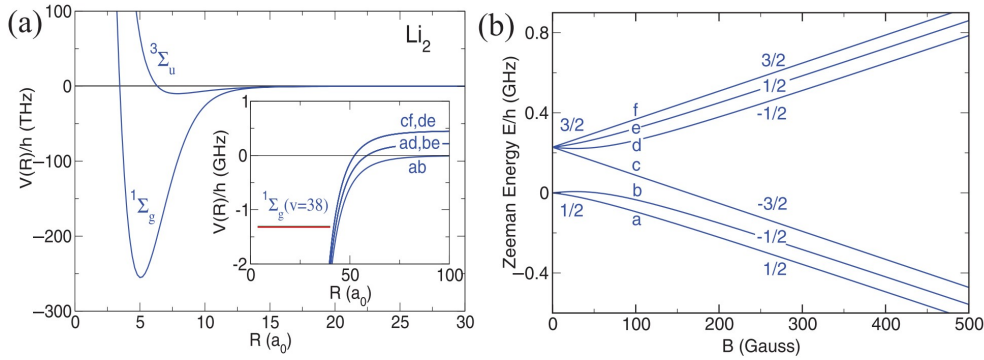 (a)
Li2
3Σu
1Σg
V(R)/h (THz)
100
0
−100
−200
−300
0
5
10
15
20
25
30
R (a0)
V(R)/h (GHz)
1
0
-1
-2
cf,de
ad,be
ab
1Σg(v=38)
0
50
100
R (a0)
(b)
Zeeman Energy E/h (GHz)
0.8
0.4
0
−0.4
3/2
f
e
d
c
b
a
1/2
3/2
1/2
-1/2
-3/2
-1/2
1/2
0
100
200
300
400
500
B (Gauss)